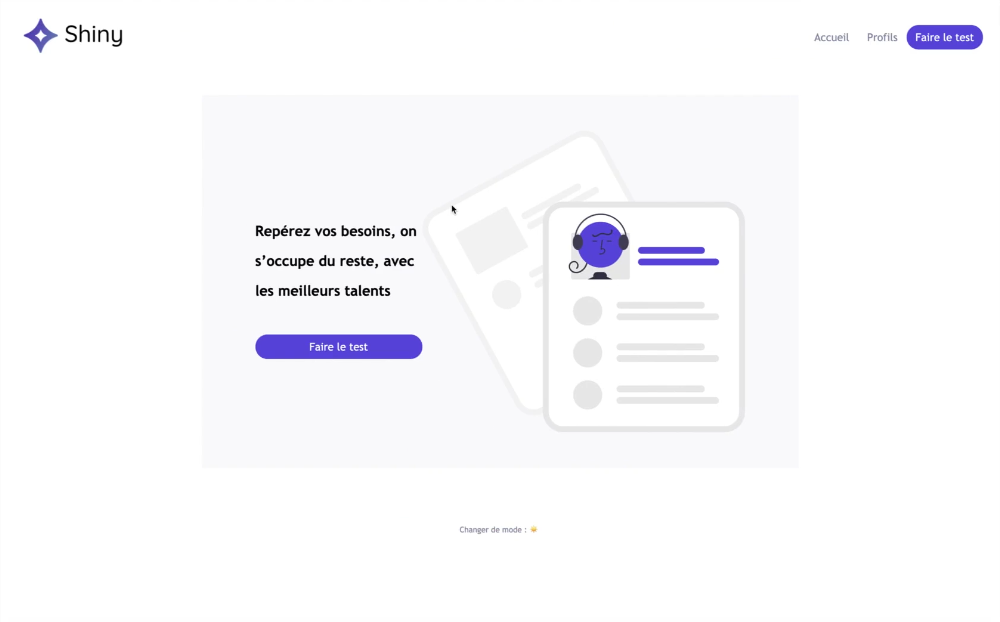 Shiny
Accueil
Profils
Faire le test
Repérez vos besoins, on
s’occupe du reste, avec
les meilleurs talents
Faire le test
Changer de mode :